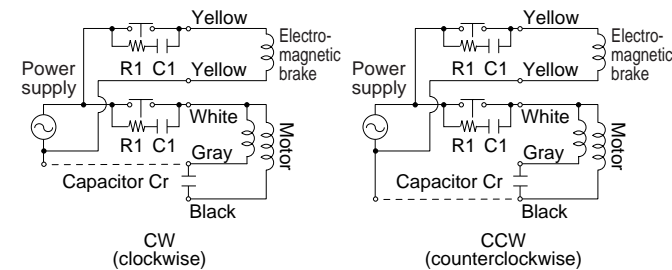 Yellow
Electro-
magnetic
brake
R1 C1
Power
supply
Yellow
White
R1 C1
Gray
Motor
Capacitor Cr
Black
CW
(clockwise)
Yellow
Electro-
magnetic
brake
R1 C1
Power
supply
Yellow
White
R1 C1
Gray
Motor
Capacitor Cr
Black
CCW
(counterclockwise)